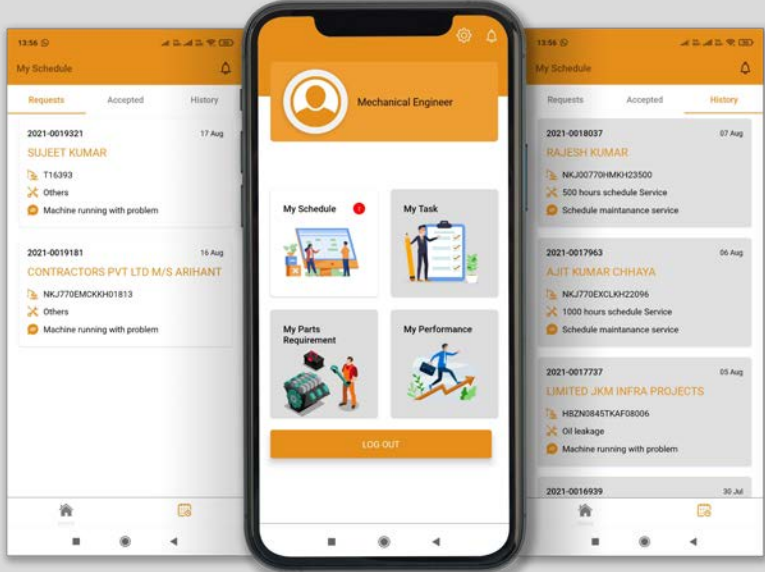 13:56
My Schedule
Requests
Accepted
History
2021-0019321
17 Aug
SUJEET KUMAR
T16393
Others
Machine running with problem
2021-0019181
16 Aug
CONTRACTORS PVT LTD M/S ARIHANT
NKJ770EMCKKH01813
Others
Machine running with problem
Mechanical Engineer
My Schedule
My Task
My Parts
Requirement
My Performance
LOG OUT
13:56
My Schedule
Requests
Accepted
History
2021-0018037
07 Aug
RAJESH KUMAR
NKJ00770HMKH23500
500 hours schedule Service
Schedule maintanance service
2021-0017963
06 Aug
AJIT KUMAR CHHAYA
NKJ770EXCLKH22096
1000 hours schedule Service
Schedule maintanance service
2021-0017737
05 Aug
LIMITED JKM INFRA PROJECTS
HBZN0845TKAF08006
Oil leakage
Machine running with problem
2021-0016939
30 Jul